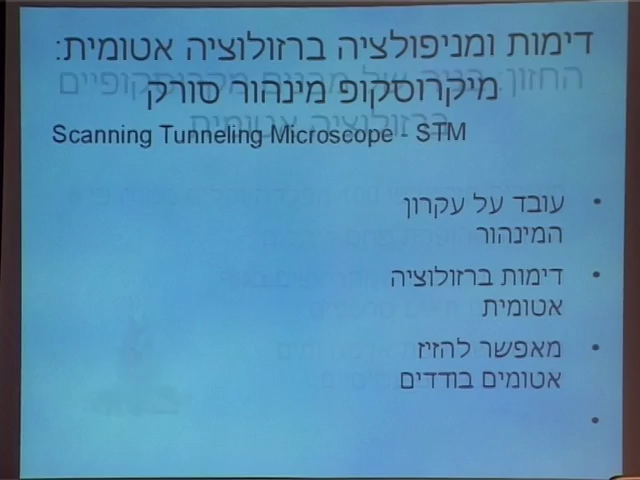 דימות ומניפולציה ברזולוציה אטומית:
מיקרוסקופ מינהור סורק
Scanning Tunneling Microscope - STM
• עובד על עקרון
המינהור
• דימות ברזולוציה
אטומית
• מאפשר להזיז
אטומים בודדים
•